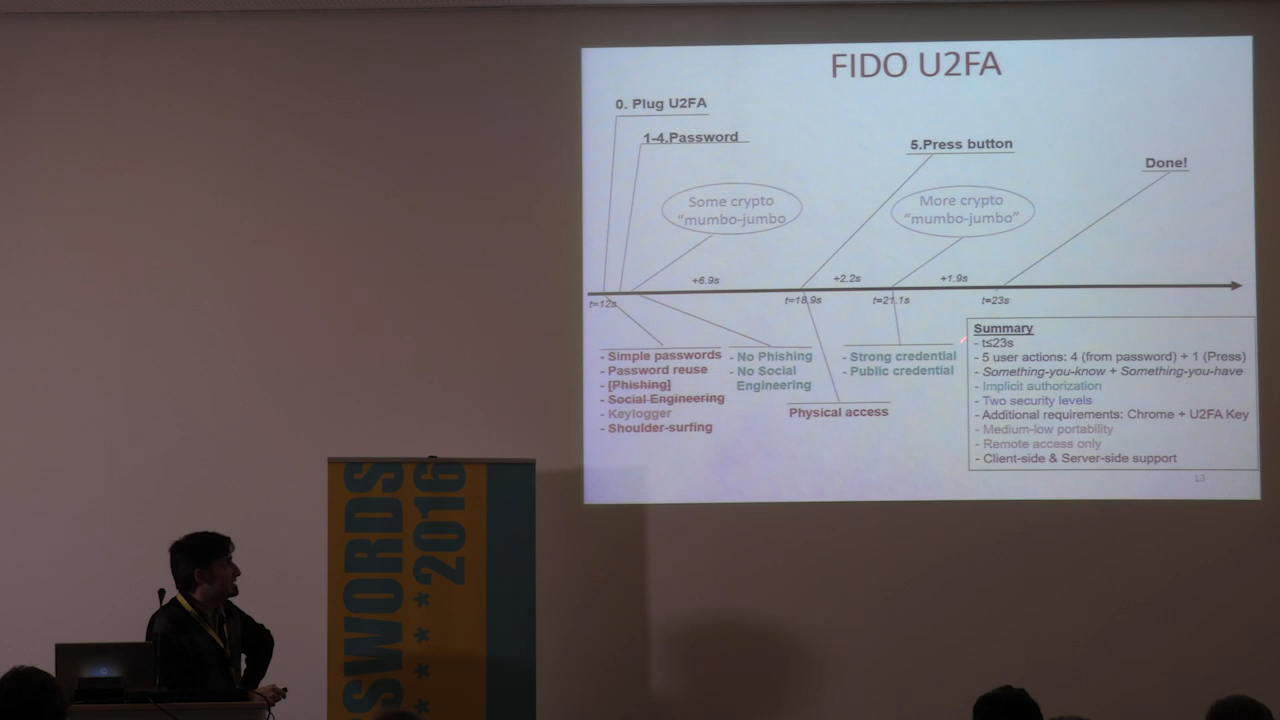 FIDO U2FA
0. Plug U2FA
1-4.Password
5.Press button
Done!
Some crypto
"mumbo-jumbo
More crypto
"mumbo-jumbo"
+6.9s
+2.2s
+1.9s
t=12s
t=18.9s
t=21.1s
t=23s
- Simple passwords
- Password reuse
- [Phishing]
- Social Engineering
- Keylogger
- Shoulder-surfing
- No Phishing
- No Social
Engineering
Physical access
- Strong credential
- Public credential
Summary
- t≤23s
- 5 user actions: 4 (from password) + 1 (Press)
- Something-you-know + Something-you-have
- Implicit authorization
- Two security levels
- Additional requirements: Chrome + U2FA Key
- Medium-low portability
- Remote access only
- Client-side & Server-side support
13
SSWORDS
* * * * 2016